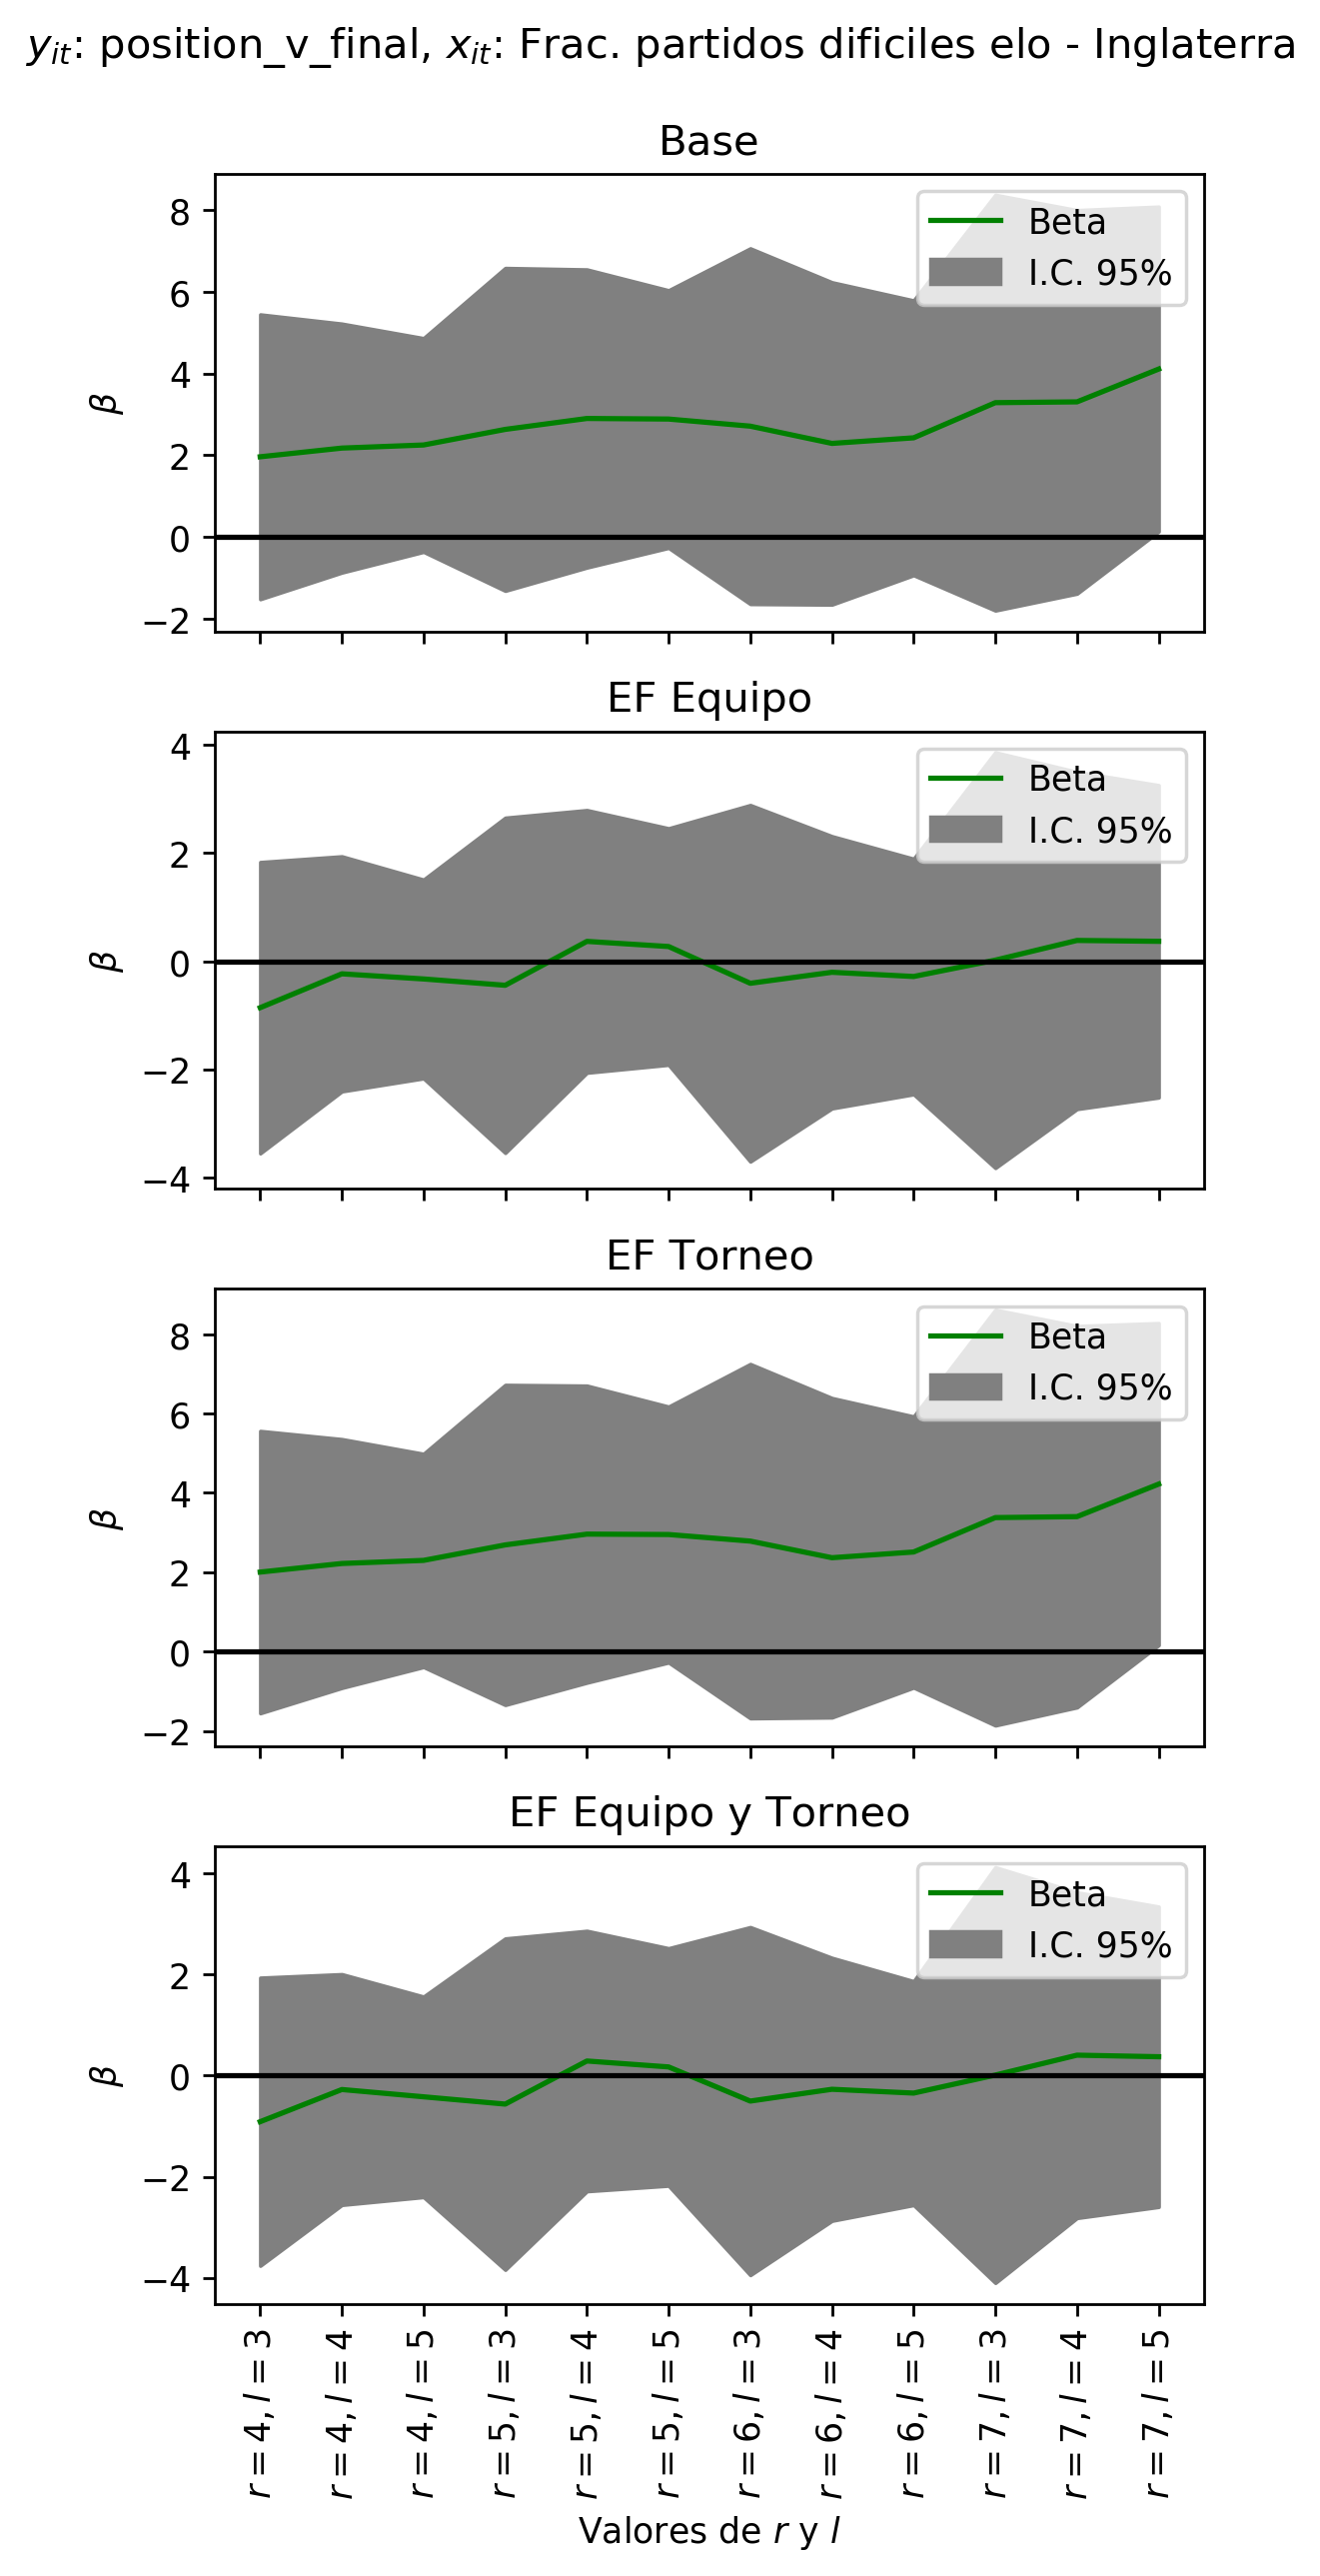 y_it: position_v_final, x_it: Frac. partidos dificiles elo - Inglaterra
Base
8
6
4
2
0
−2
β
Beta
I.C. 95%
EF Equipo
4
2
0
−2
−4
β
Beta
I.C. 95%
EF Torneo
8
6
4
2
0
−2
β
Beta
I.C. 95%
EF Equipo y Torneo
4
2
0
−2
−4
β
Beta
I.C. 95%
r = 4, l = 3
r = 4, l = 4
r = 4, l = 5
r = 5, l = 3
r = 5, l = 4
r = 5, l = 5
r = 6, l = 3
r = 6, l = 4
r = 6, l = 5
r = 7, l = 3
r = 7, l = 4
r = 7, l = 5
Valores de r y l